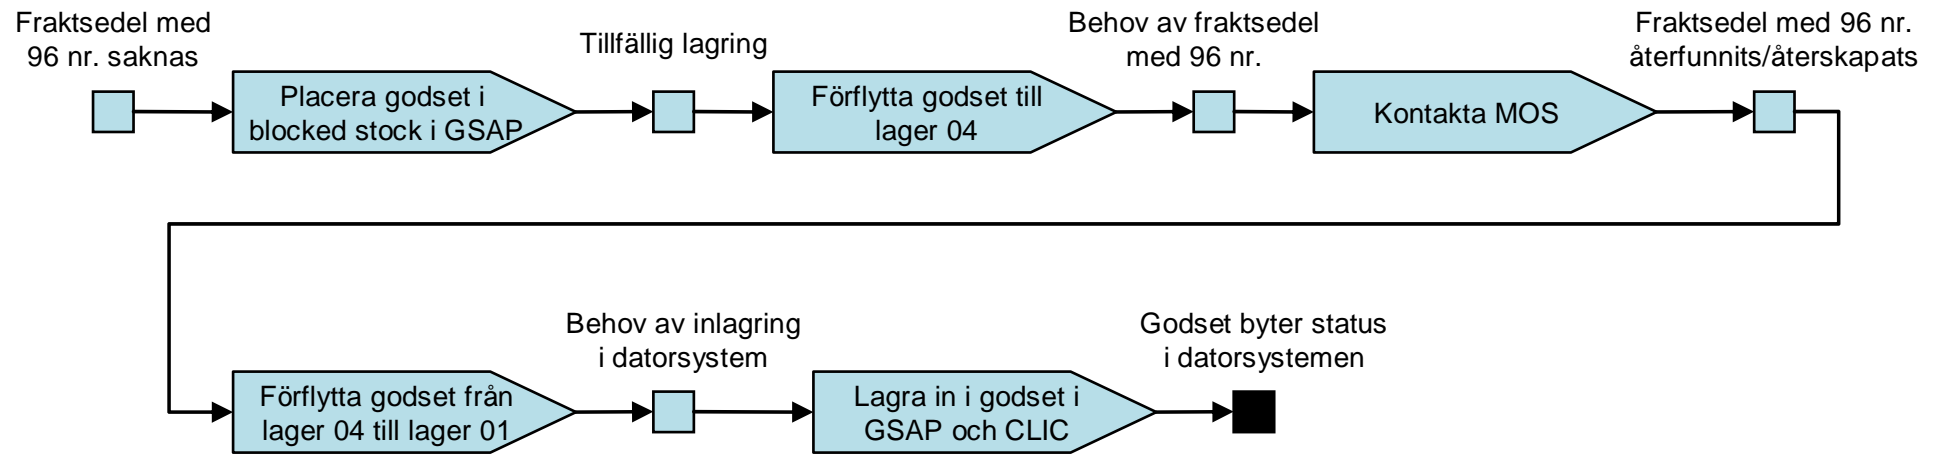 Fraktsedel med
96 nr. saknas
Placera godset i
blocked stock i GSAP
Tillfällig lagring
Förflytta godset till
lager 04
Behov av fraktsedel
med 96 nr.
Kontakta MOS
Fraktsedel med 96 nr.
återfunnits/återskapats
Förflytta godset från
lager 04 till lager 01
Behov av inlagring
i datorsystem
Lagra in i godset i
GSAP och CLIC
Godset byter status
i datorsystemen